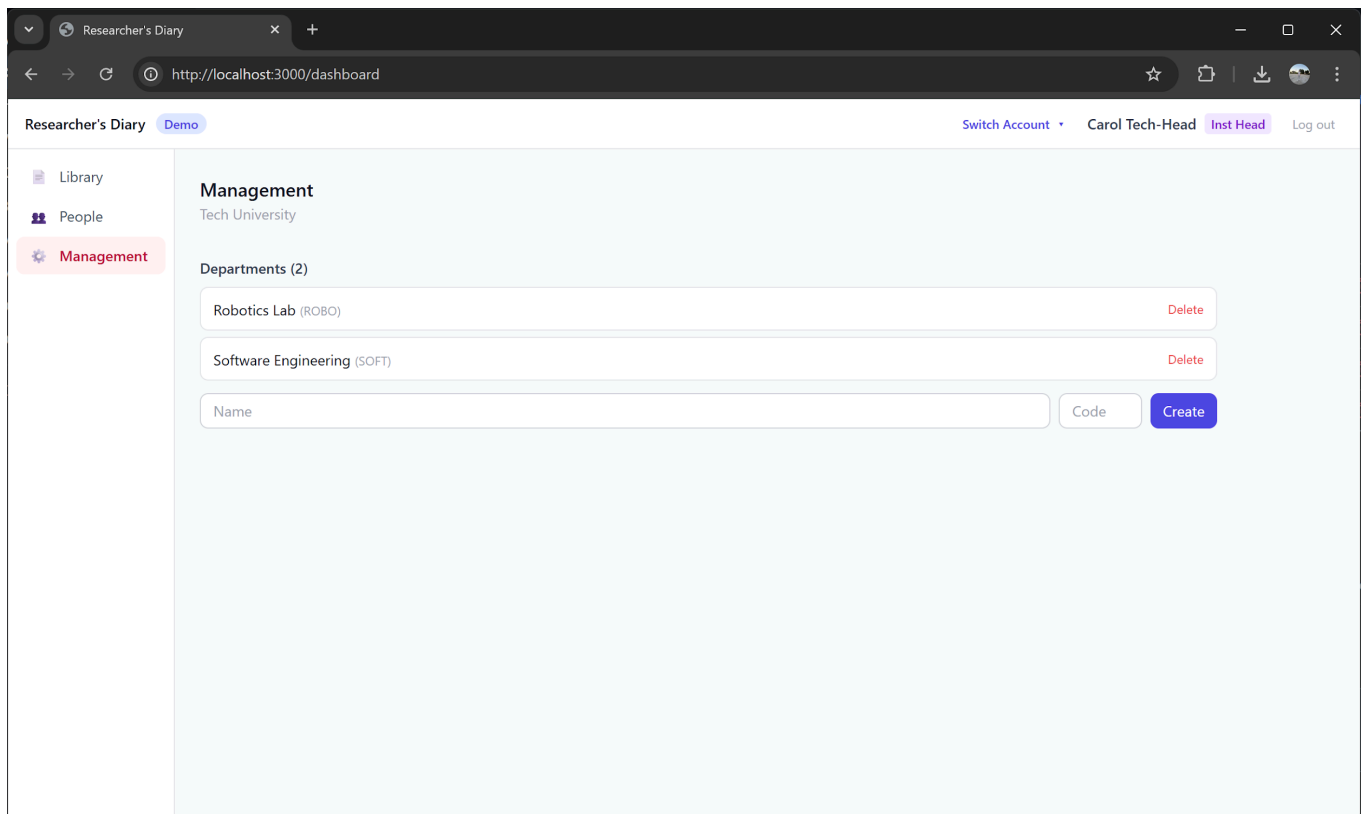 Researcher's Diary
http://localhost:3000/dashboard
Researcher's Diary Demo Switch Account Carol Tech-Head Inst Head Log out
Library
People
Management
Management
Tech University
Departments (2)
Robotics Lab (ROBO) Delete
Software Engineering (SOFT) Delete
Name Code Create